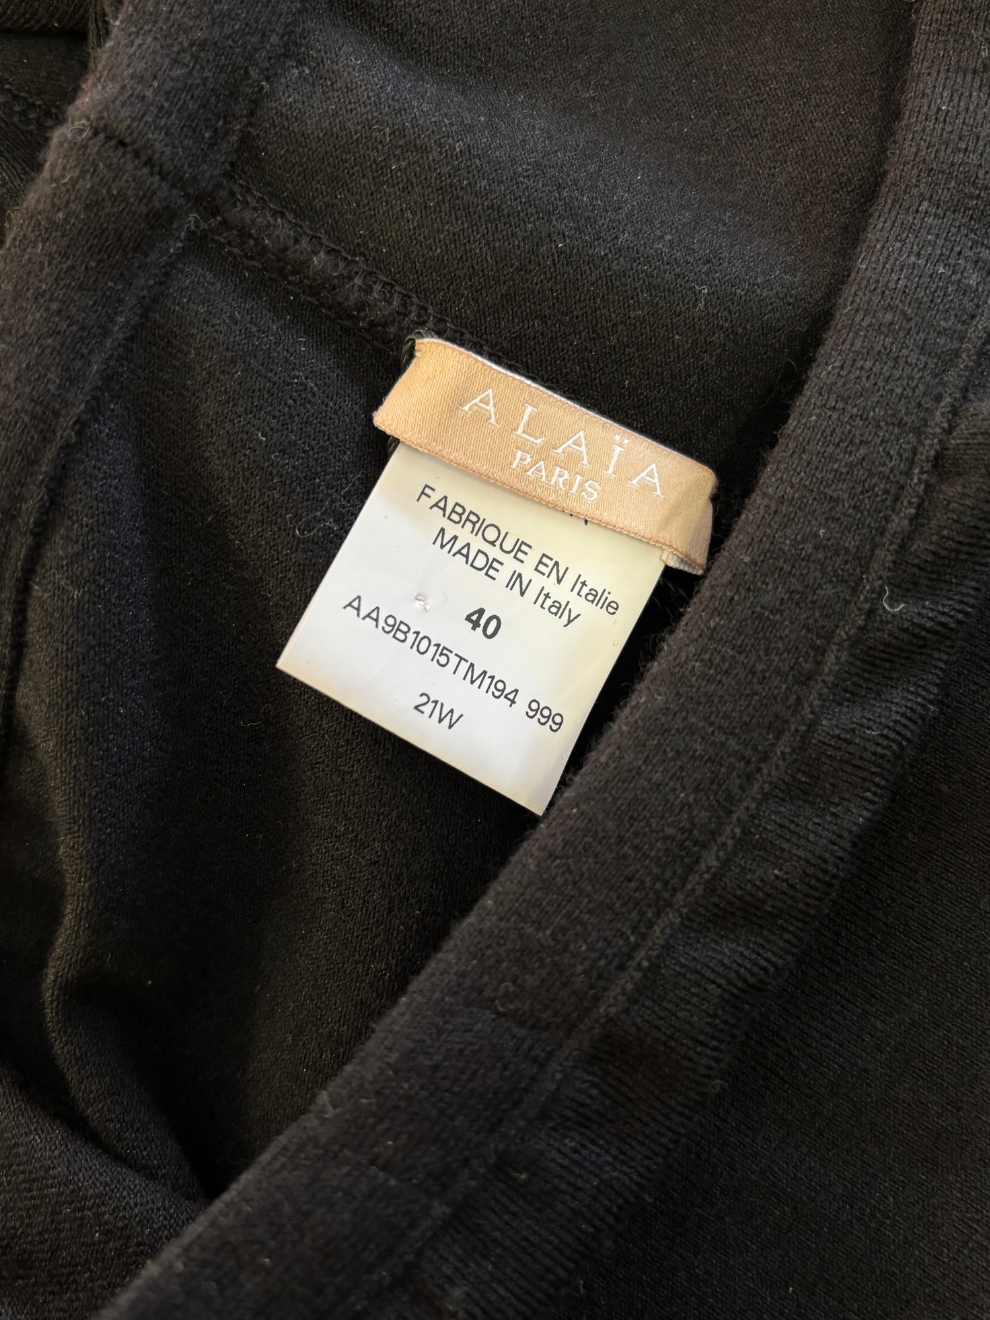 ALAÏA
PARIS
FABRIQUE EN Italie
MADE IN Italy
40
AA9B1015TM194 999
21W